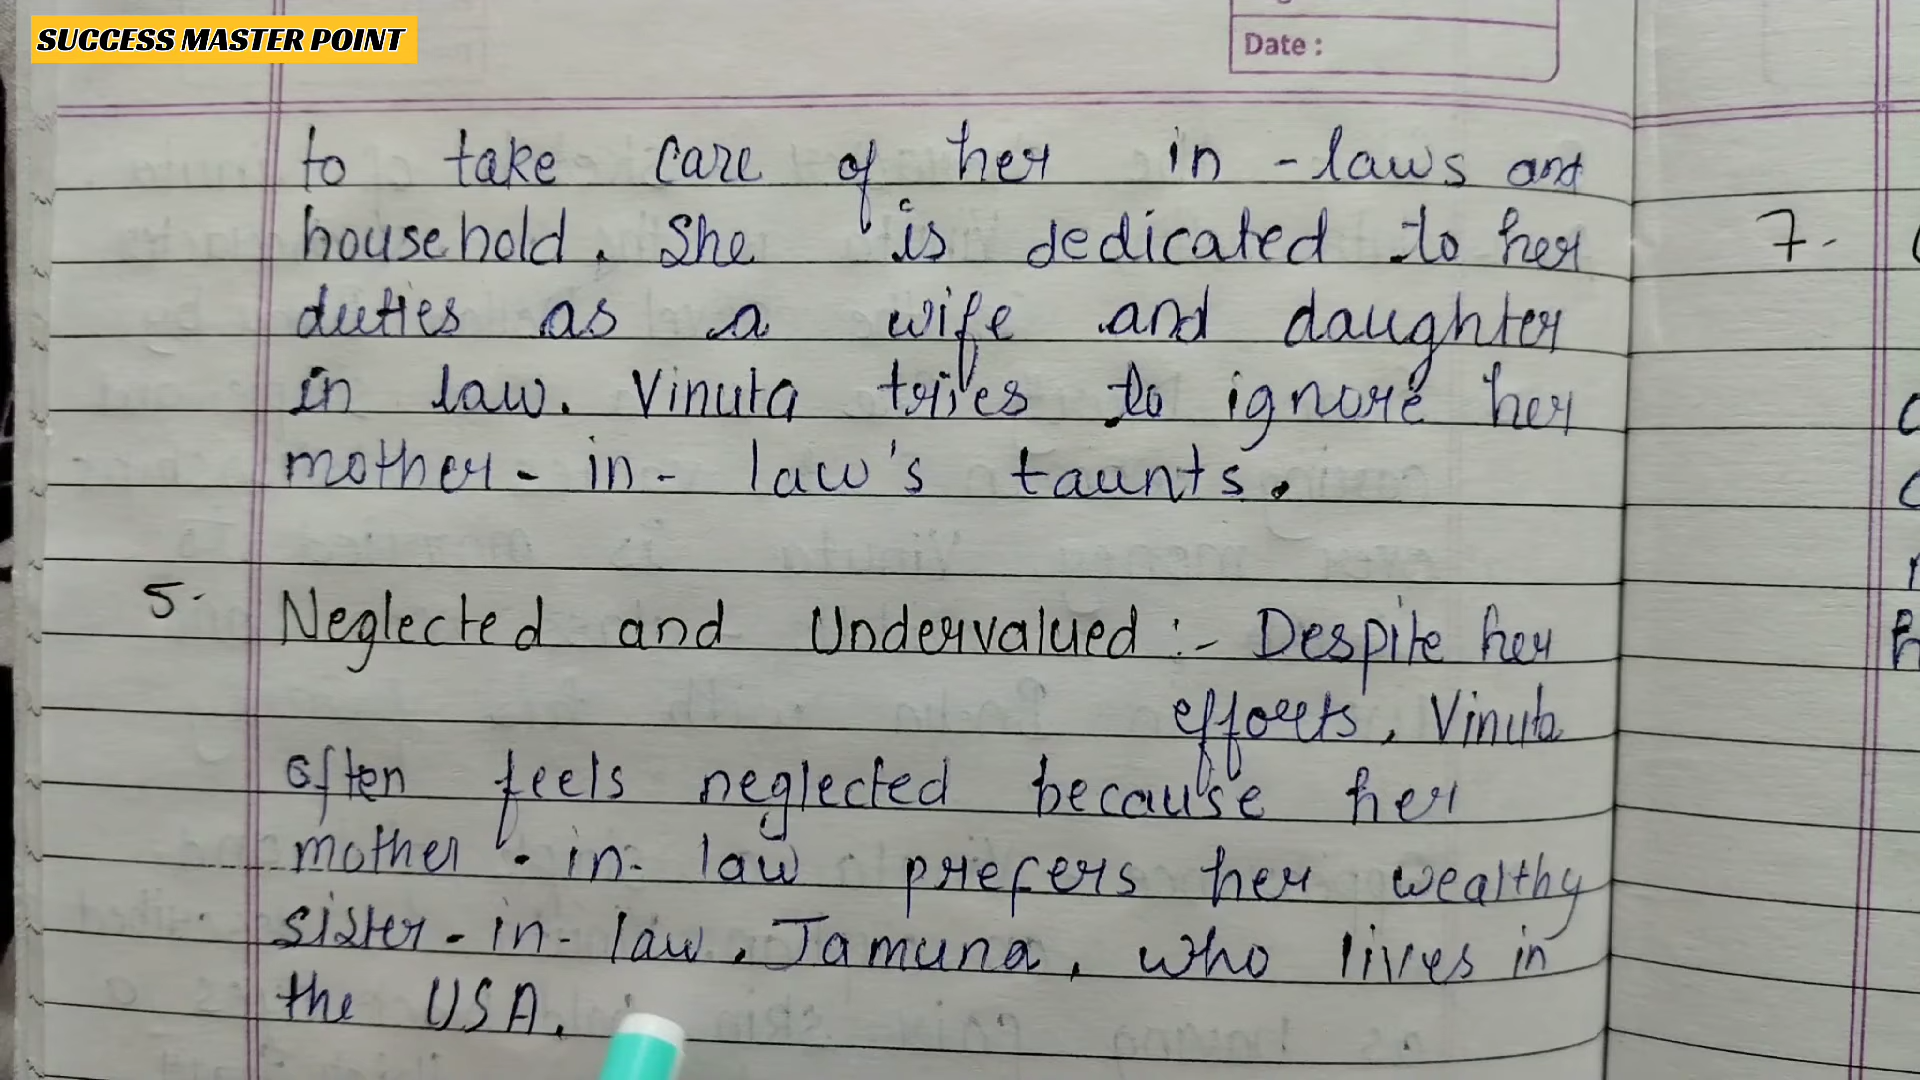 SUCCESS MASTER POINT
Date :
to take care of her in - laws and
household. She is dedicated to her
duties as a wife and daughter
in law. Vinuta tries to ignore her
mother - in - law's taunts.
7.
5. Neglected and Undervalued :- Despite her
efforts, Vinuta
often feels neglected because her
mother - in - law prefers her wealthy
sister - in - law, Jamuna, who lives in
the USA.